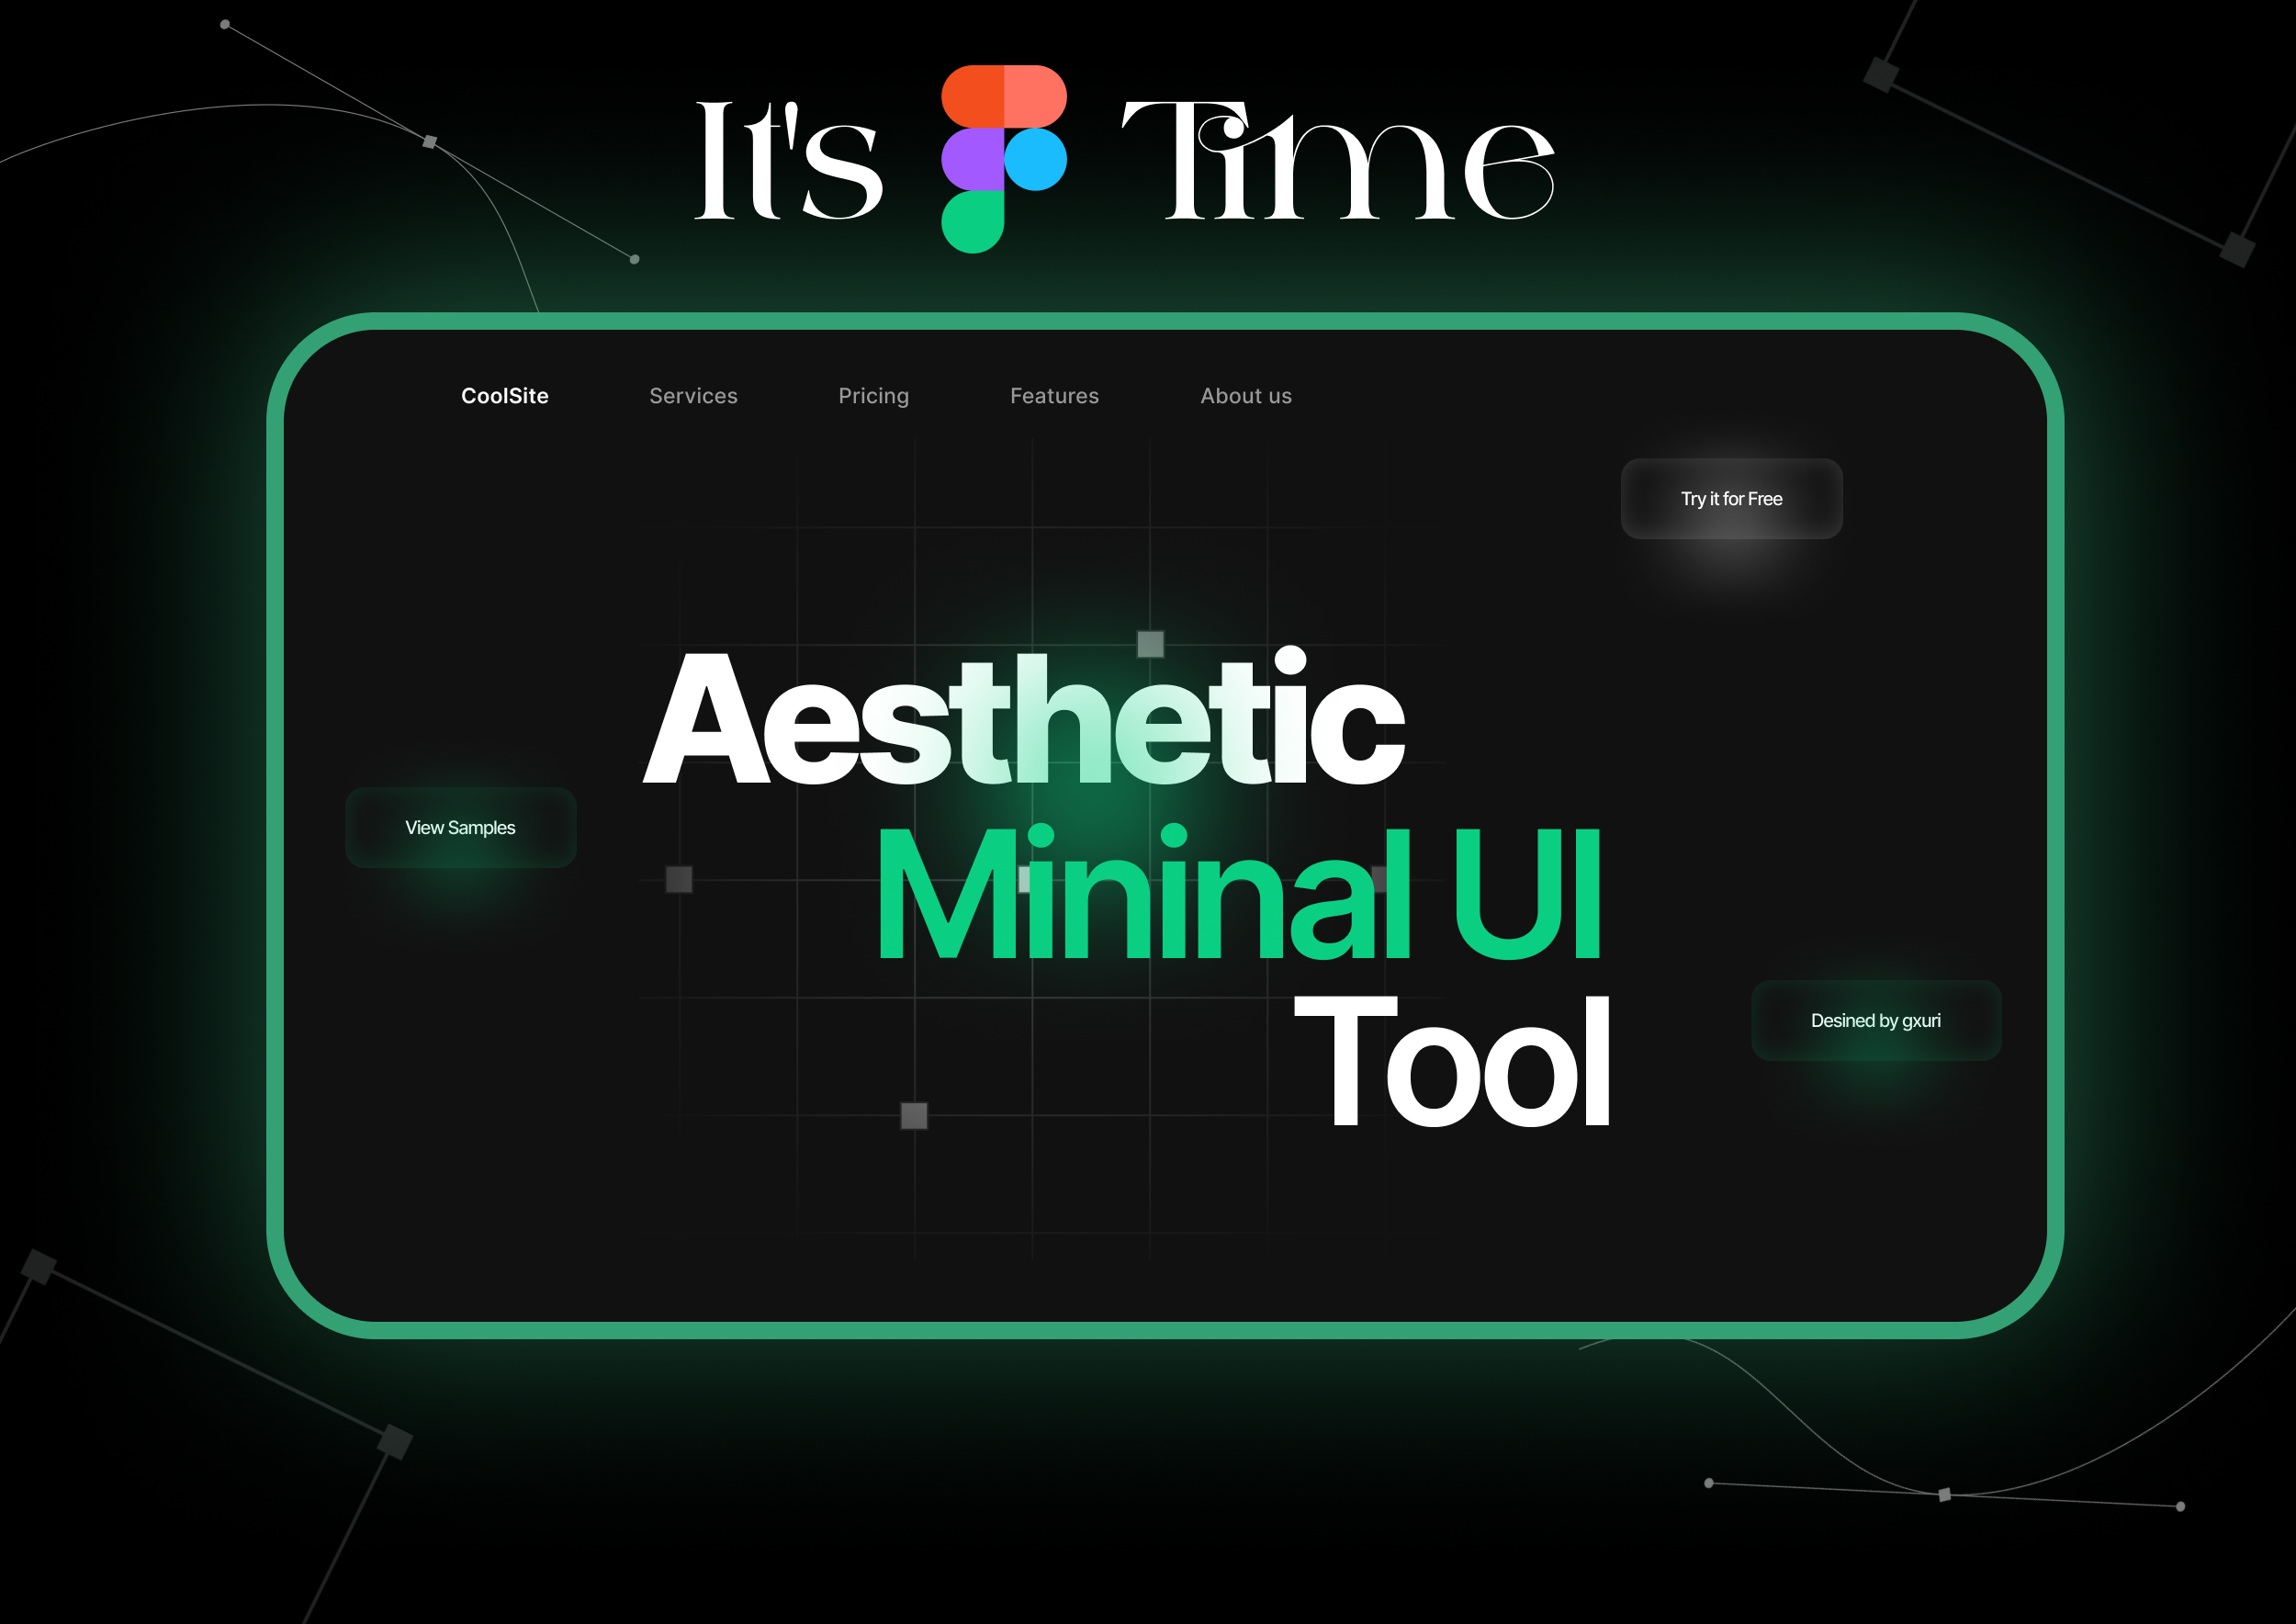 It's Time
CoolSite Services Pricing Features About us
Try it for Free
Aesthetic
View Samples
Mininal UI
Tool
Desined by gxuri